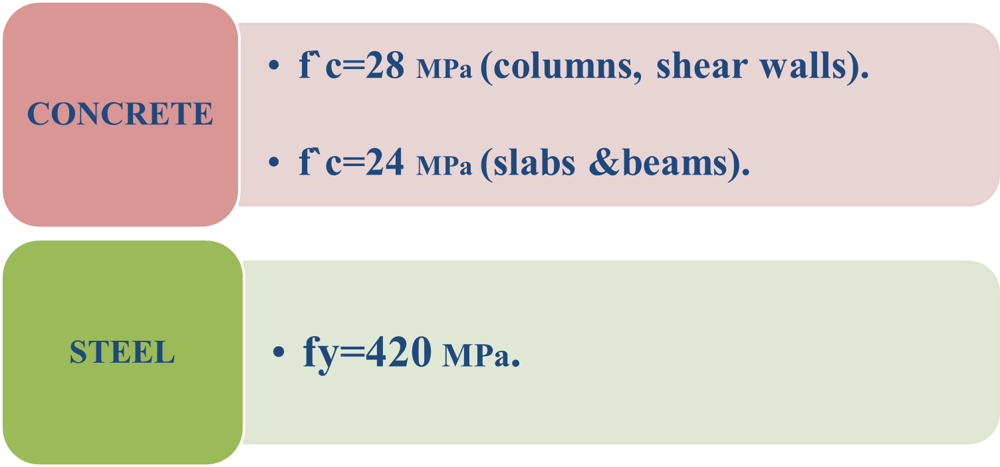 CONCRETE
• f`c=28 MPa (columns, shear walls).
• f`c=24 MPa (slabs &beams).
STEEL
• fy=420 MPa.